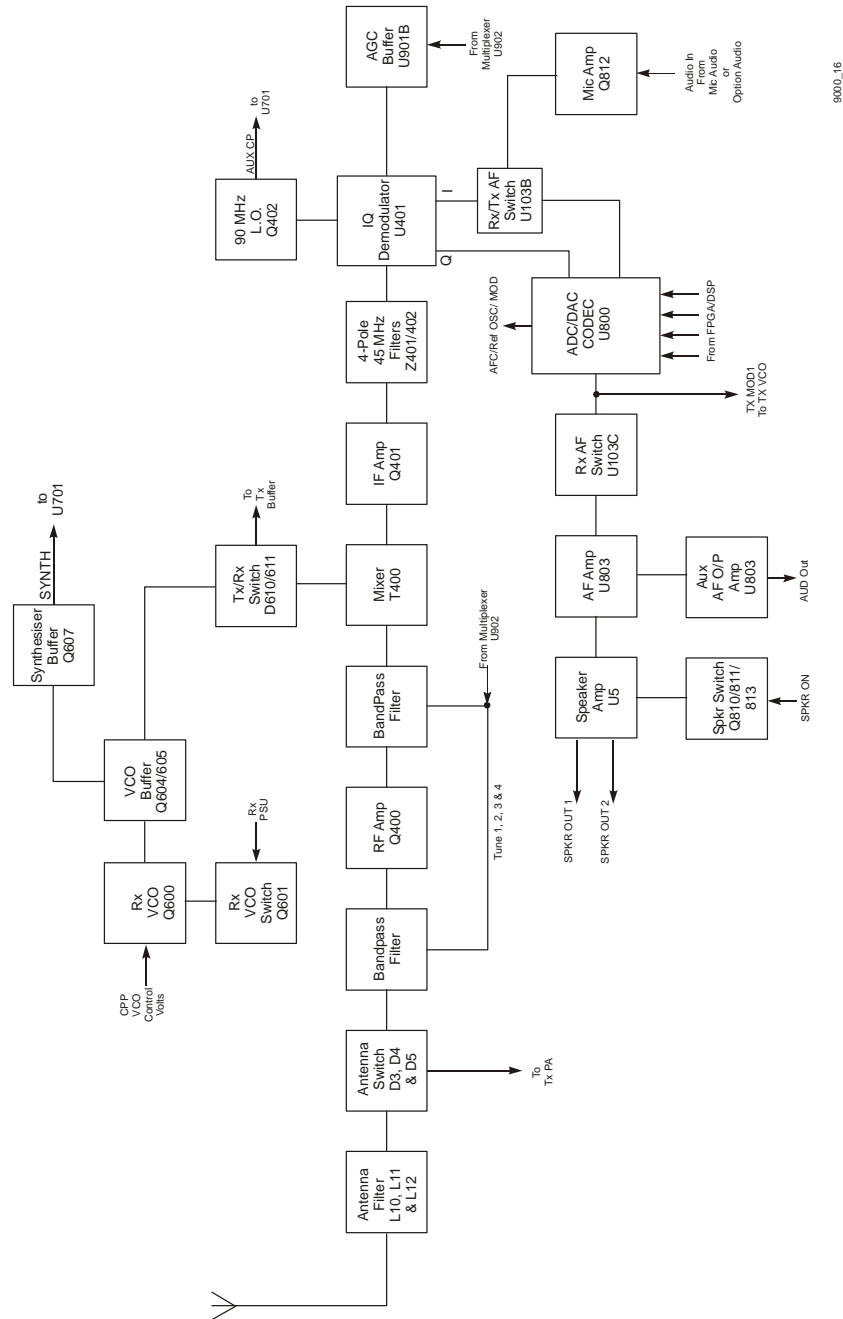 Synthesiser
Buffer
Q607
SYNTH
to
U701
90 MHz
L.O.
Q402
AUX CP
to
U701
AGC
Buffer
U901B
From
Multiplexer
U902
CPP
VCO
Control
Volts
Rx
VCO
Q600
VCO
Buffer
Q604/605
Rx
VCO
Switch
Q601
Rx
PSU
Tx/Rx
Switch
D610/611
To
Tx
Buffer
Antenna
Filter
L10, L11
& L12
Antenna
Switch
D3, D4
& D5
To
Tx PA
Bandpass
Filter
RF Amp
Q400
BandPass
Filter
Tune 1, 2, 3 & 4
From Multiplexer
U902
Mixer
T400
IF Amp
Q401
4-Pole
45 MHz
Filters
Z401/402
IQ
Demodulator
U401
Q
I
Rx/Tx AF
Switch
U103B
Mic Amp
Q812
Audio In
From
Mic Audio
or
Option Audio
AFC/Ref OSC/ MOD
ADC/DAC
CODEC
U800
From FPGA/DSP
TX MOD1
To TX VCO
Rx AF
Switch
U103C
AF Amp
U803
Aux
AF O/P
Amp
U803
AUD Out
Speaker
Amp
U5
SPKR OUT 1
SPKR OUT 2
Spkr Switch
Q810/811/
813
SPKR ON
9000_16